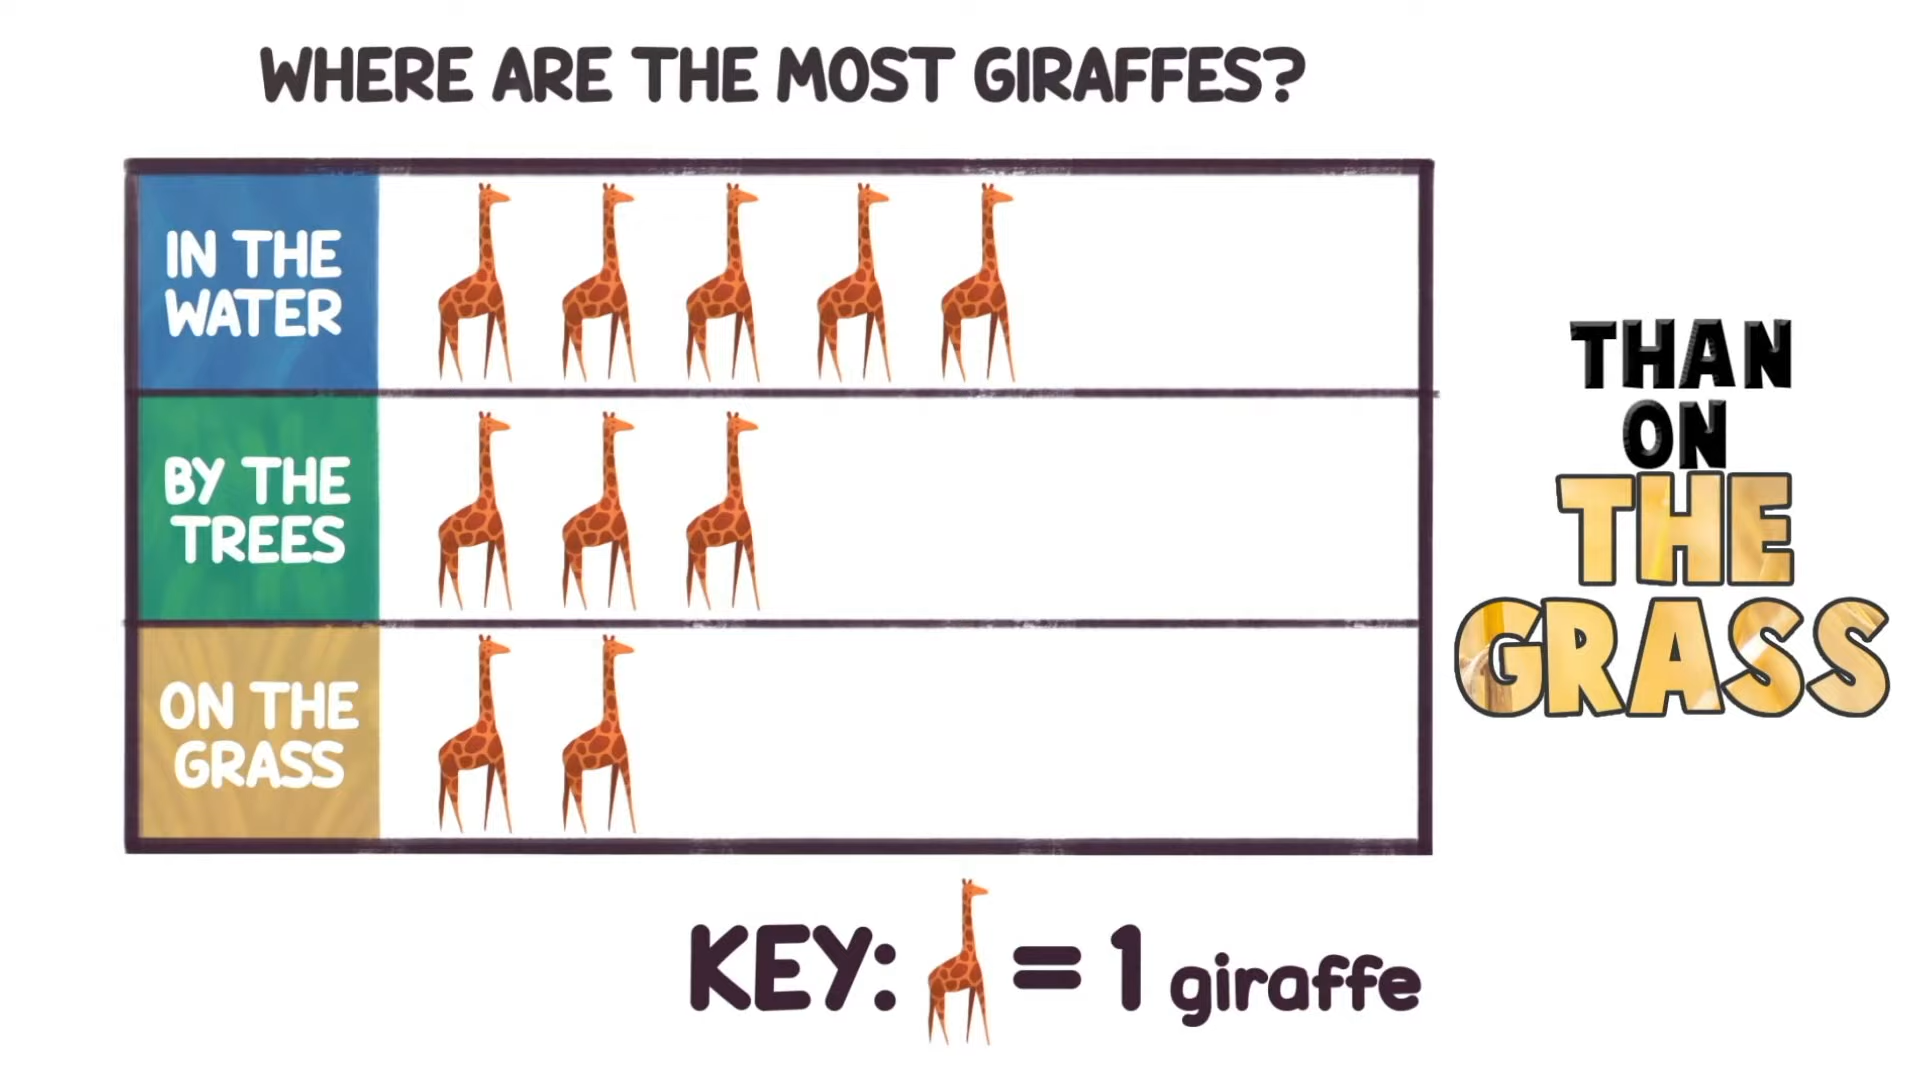 WHERE ARE THE MOST GIRAFFES?
IN THE
WATER
BY THE
TREES
ON THE
GRASS
THAN
ON
THE
GRASS
KEY: = 1 giraffe